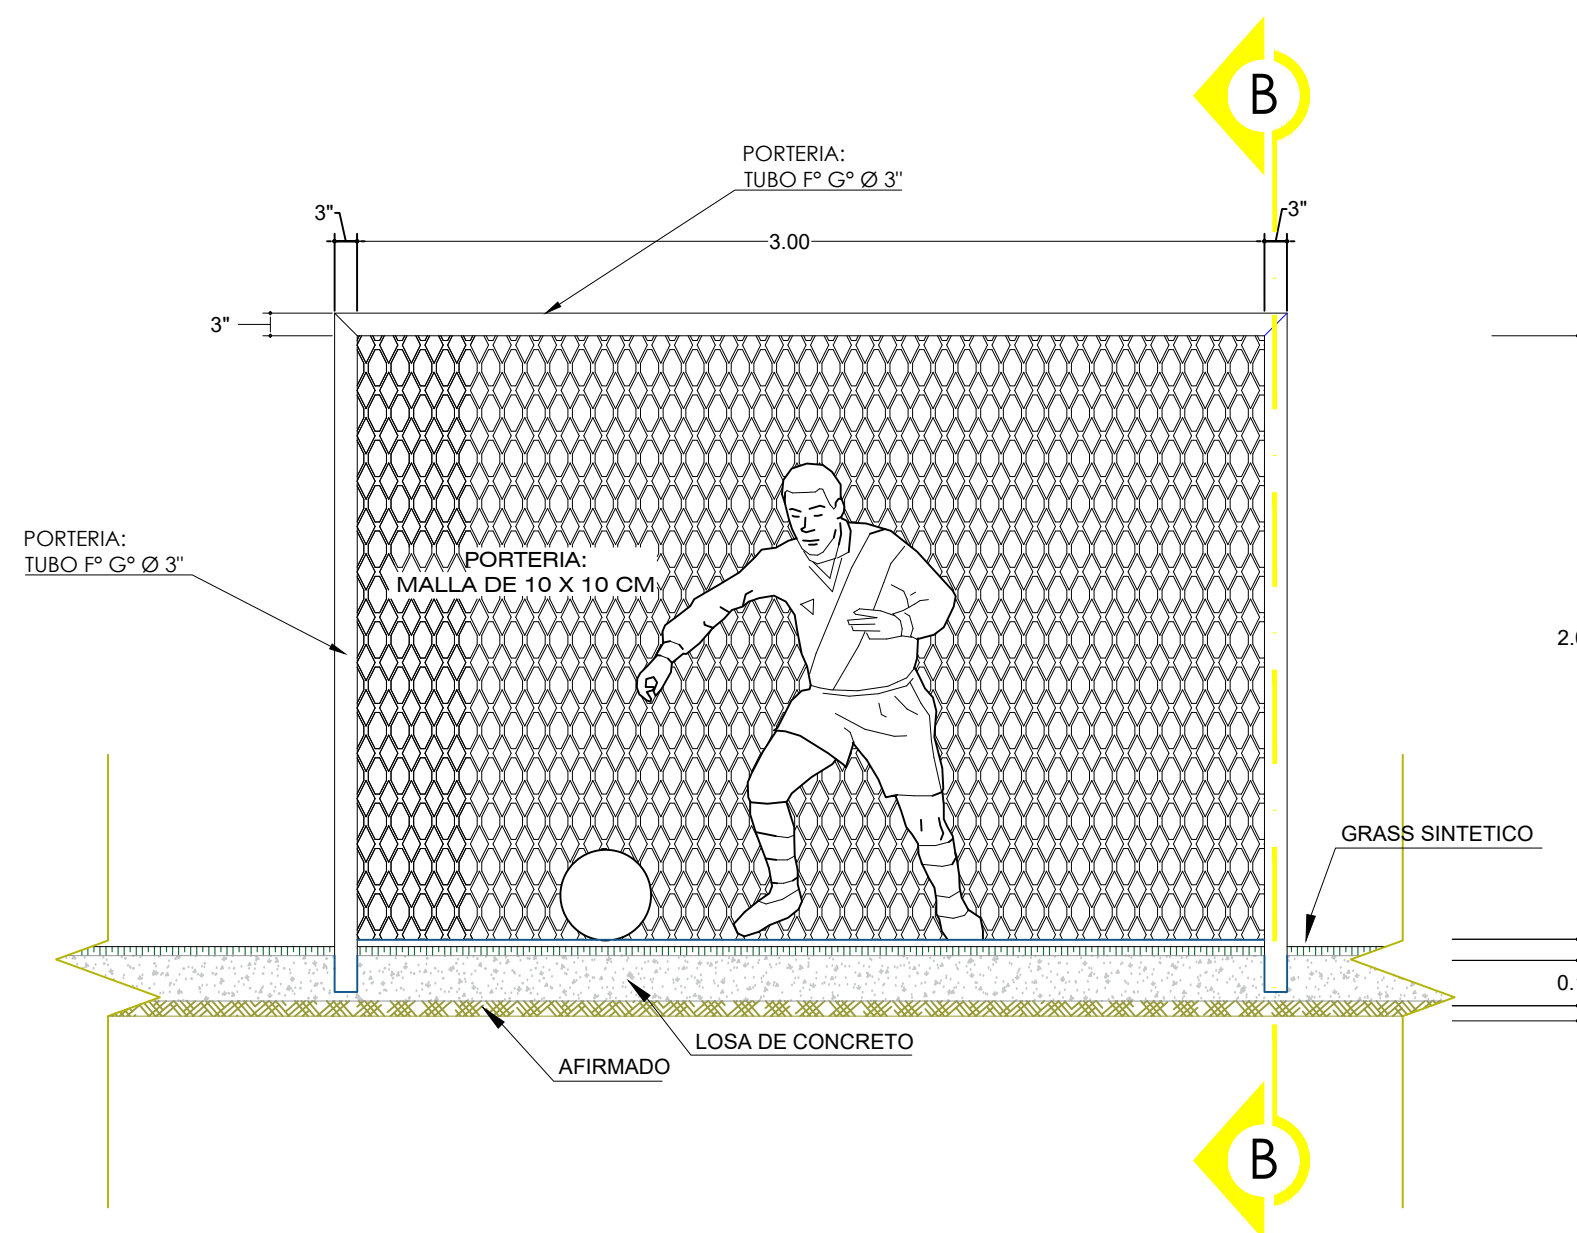 B
PORTERIA:
TUBO F° G° Ø 3"
3"
3"
3.00
3"
PORTERIA:
TUBO F° G° Ø 3"
PORTERIA:
MALLA DE 10 X 10 CM
GRASS SINTETICO
LOSA DE CONCRETO
AFIRMADO
B